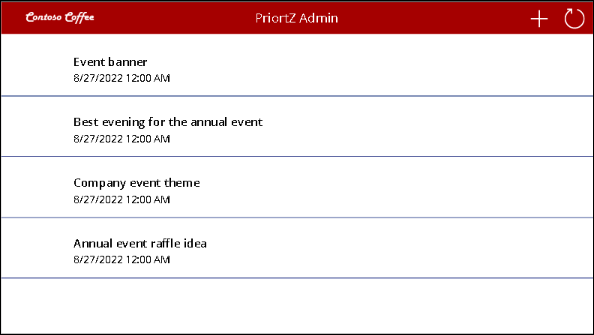 Contoso Coffee
PriortZ Admin
Event banner
8/27/2022 12:00 AM
Best evening for the annual event
8/27/2022 12:00 AM
Company event theme
8/27/2022 12:00 AM
Annual event raffle idea
8/27/2022 12:00 AM